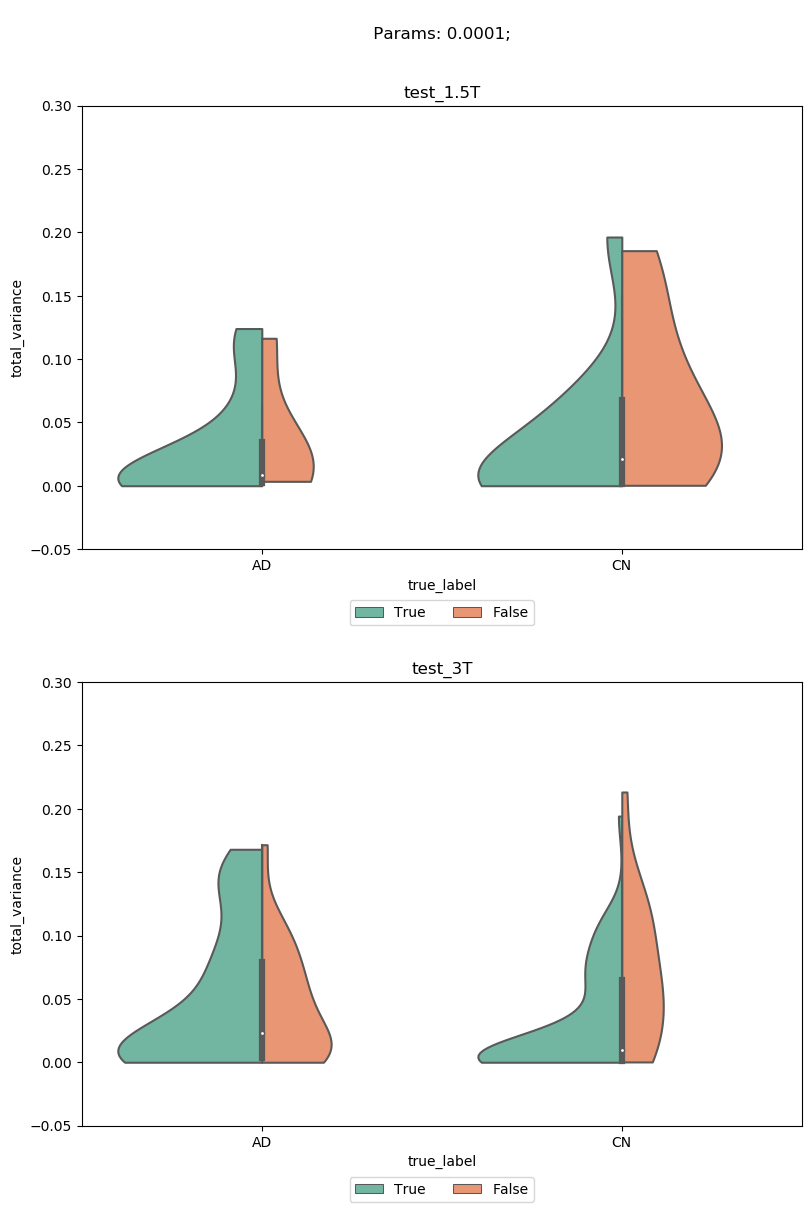 Params: 0.0001;
test_1.5T
0.30
0.25
0.20
0.15
0.10
0.05
0.00
−0.05
total_variance
AD CN
true_label
True False
test_3T
0.30
0.25
0.20
0.15
0.10
0.05
0.00
−0.05
total_variance
AD CN
true_label
True False